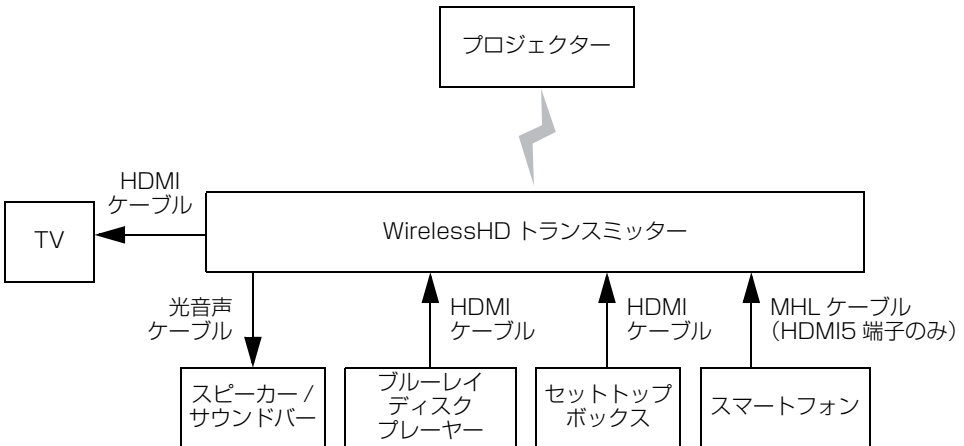 プロジェクター
HDMI
ケーブル
TV
WirelessHD トランスミッター
光音声
ケーブル
HDMI
ケーブル
HDMI
ケーブル
MHL ケーブル
(HDMI5 端子のみ)
スピーカー /
サウンドバー
ブルーレイ
ディスク
プレーヤー
セットトップ
ボックス
スマートフォン